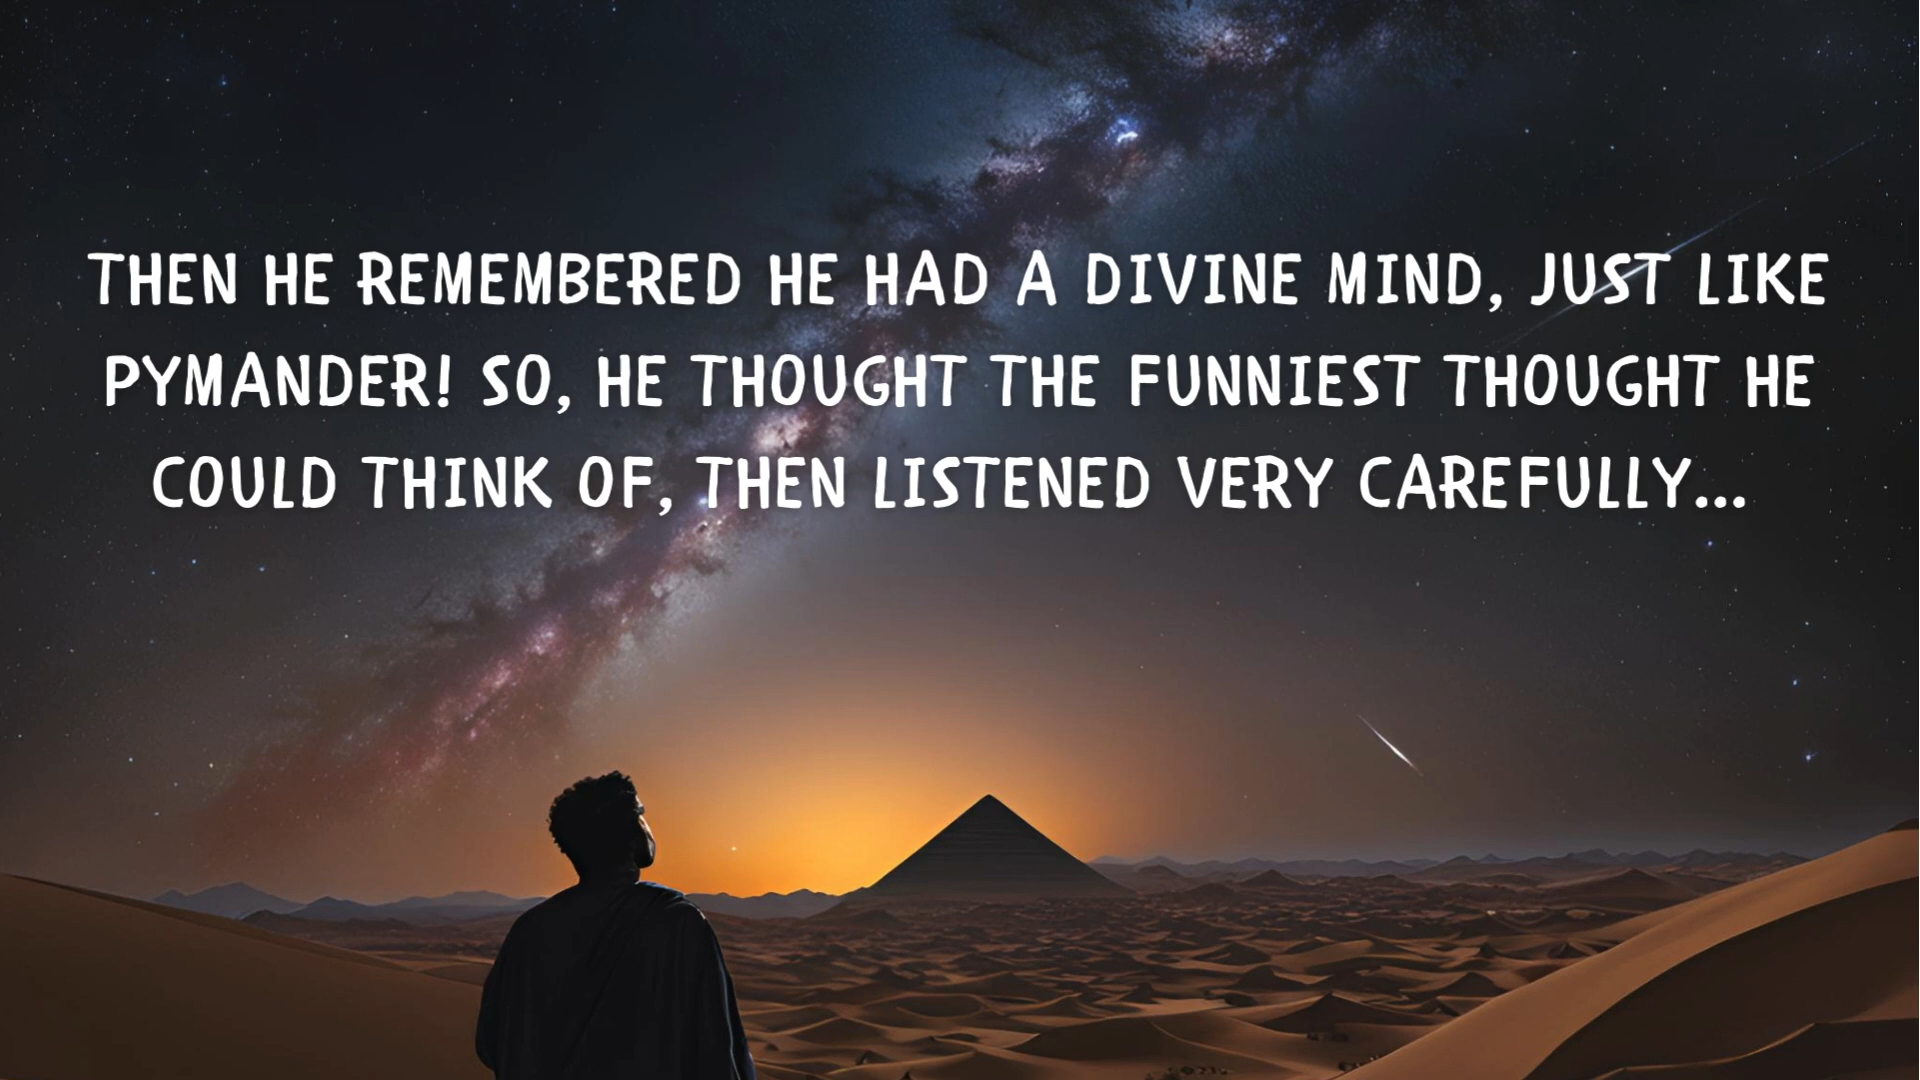 THEN HE REMEMBERED HE HAD A DIVINE MIND, JUST LIKE
PYMANDER! SO, HE THOUGHT THE FUNNIEST THOUGHT HE
COULD THINK OF, THEN LISTENED VERY CAREFULLY...